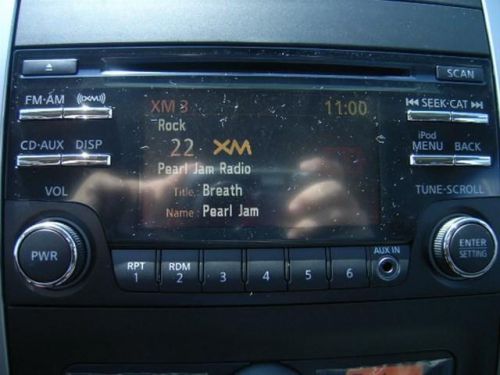 SCAN
FM·AM
XM
XM 3
11:00
SEEK·CAT
Rock
22 XM
CD·AUX
DISP
iPod
MENU
BACK
Pearl Jam Radio
Title: Breath
VOL
TUNE·SCROLL
Name: Pearl Jam
PWR
ENTER
SETTING
AUX IN
RPT
1
RDM
2
3
4
5
6